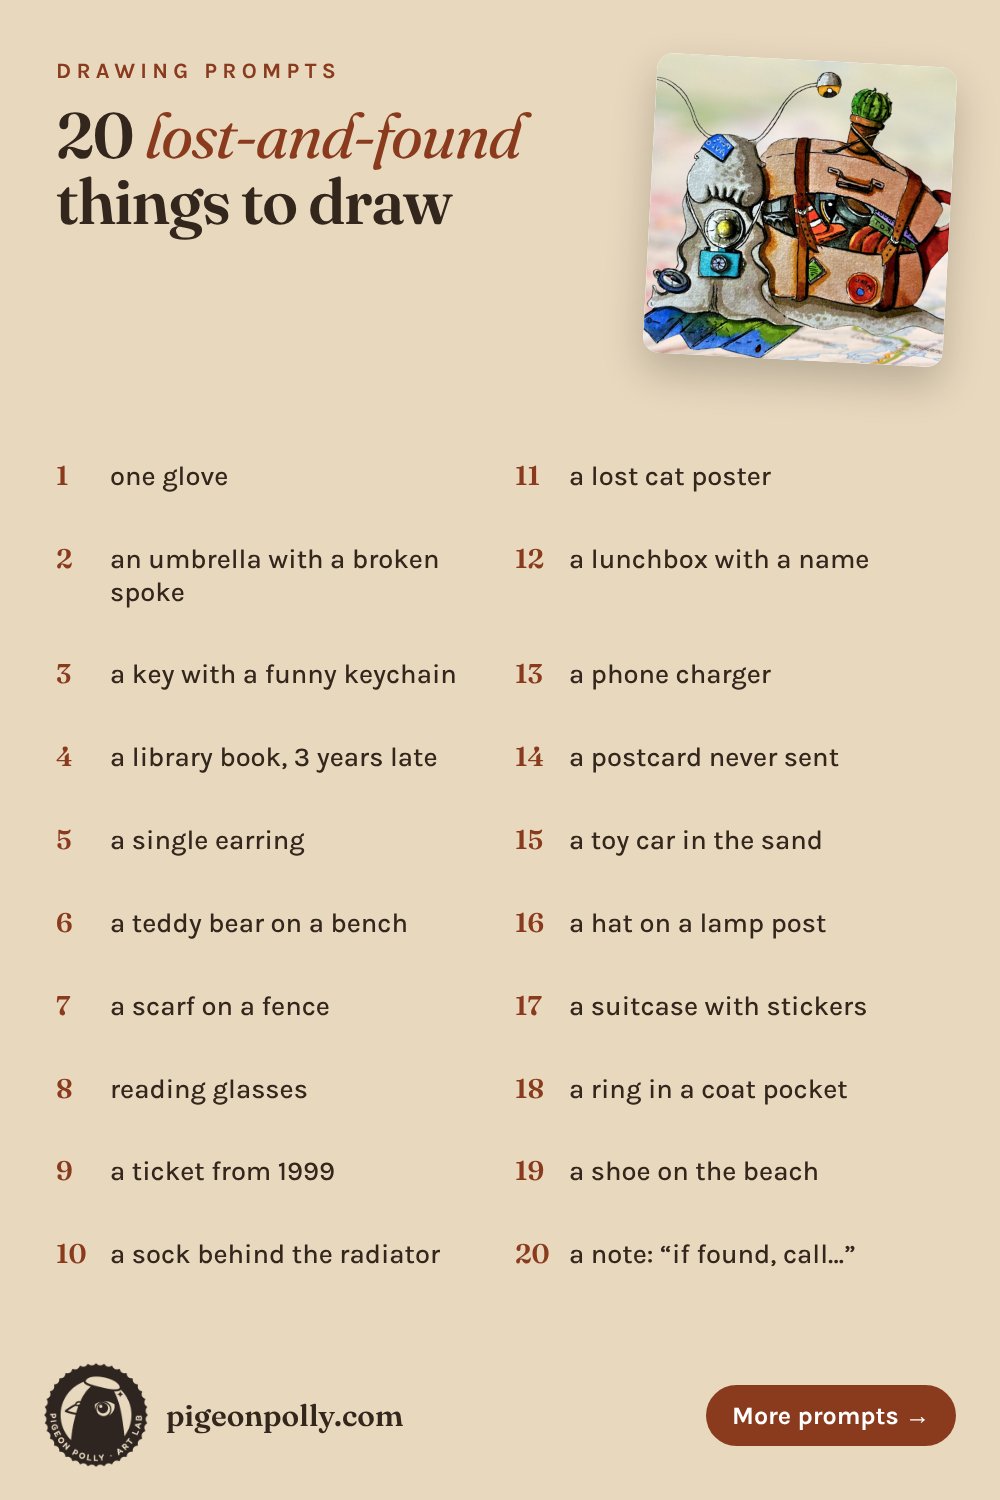 DRAWING PROMPTS
20 lost-and-found
things to draw
1 one glove
2 an umbrella with a broken
spoke
3 a key with a funny keychain
4 a library book, 3 years late
5 a single earring
6 a teddy bear on a bench
7 a scarf on a fence
8 reading glasses
9 a ticket from 1999
10 a sock behind the radiator
11 a lost cat poster
12 a lunchbox with a name
13 a phone charger
14 a postcard never sent
15 a toy car in the sand
16 a hat on a lamp post
17 a suitcase with stickers
18 a ring in a coat pocket
19 a shoe on the beach
20 a note: “if found, call…”
PIGEON POLLY · ART LAB
pigeonpolly.com
More prompts →